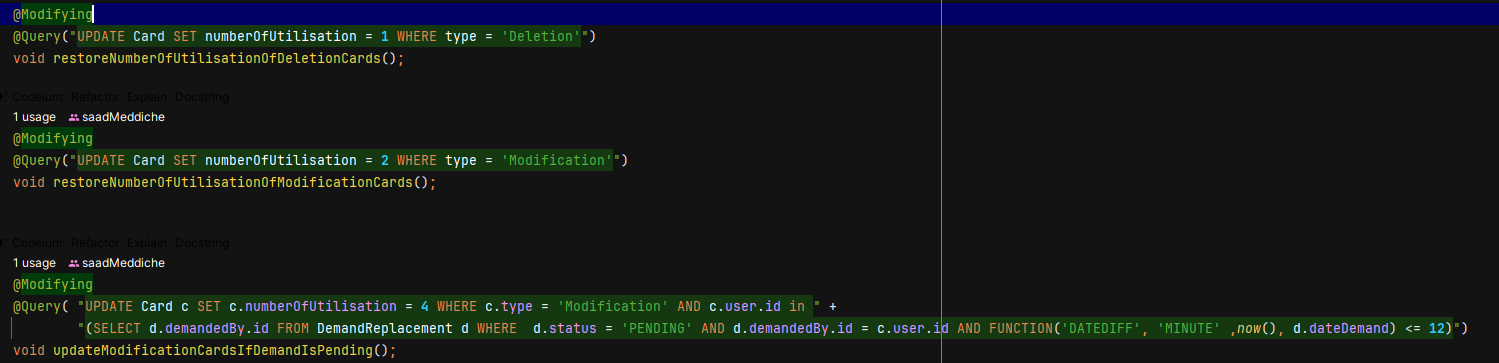 @Modifying
@Query("UPDATE Card SET numberOfUtilisation = 1 WHERE type = 'Deletion'")
void restoreNumberOfUtilisationOfDeletionCards();
Codeium: Refactor Explain Docstring
1 usage saadMeddiche
@Modifying
@Query("UPDATE Card SET numberOfUtilisation = 2 WHERE type = 'Modification'")
void restoreNumberOfUtilisationOfModificationCards();
Codeium: Refactor Explain Docstring
1 usage saadMeddiche
@Modifying
@Query( "UPDATE Card c SET c.numberOfUtilisation = 4 WHERE c.type = 'Modification' AND c.user.id in " +
"(SELECT d.demandedBy.id FROM DemandReplacement d WHERE  d.status = 'PENDING' AND d.demandedBy.id = c.user.id AND FUNCTION('DATEDIFF', 'MINUTE' ,now(), d.dateDemand) <= 12)")
void updateModificationCardsIfDemandIsPending();